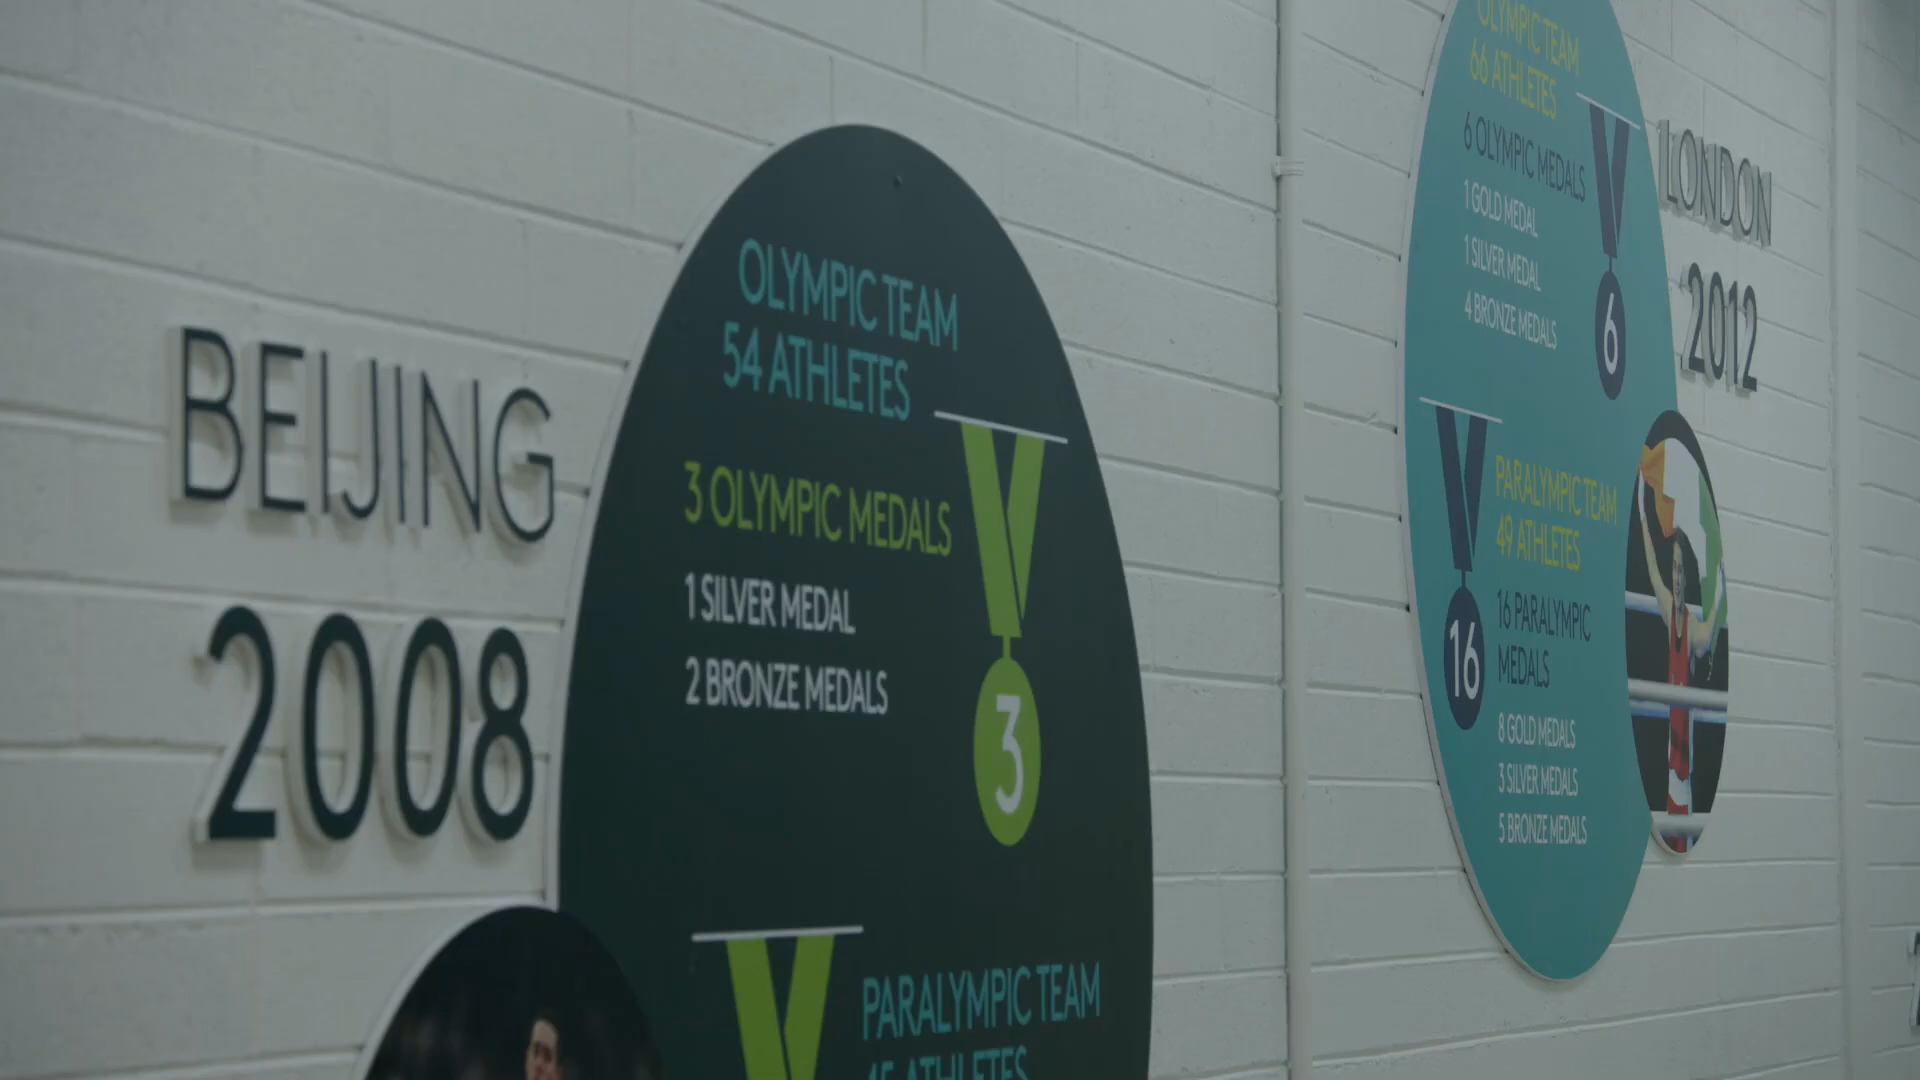 BEIJING
2008
OLYMPIC TEAM
54 ATHLETES
3 OLYMPIC MEDALS
1 SILVER MEDAL
2 BRONZE MEDALS
3
PARALYMPIC TEAM
45 ATHLETES
OLYMPIC TEAM
66 ATHLETES
6 OLYMPIC MEDALS
1 GOLD MEDAL
1 SILVER MEDAL
4 BRONZE MEDALS
6
LONDON
2012
PARALYMPIC TEAM
49 ATHLETES
16 PARALYMPIC
MEDALS
16
8 GOLD MEDALS
3 SILVER MEDALS
5 BRONZE MEDALS